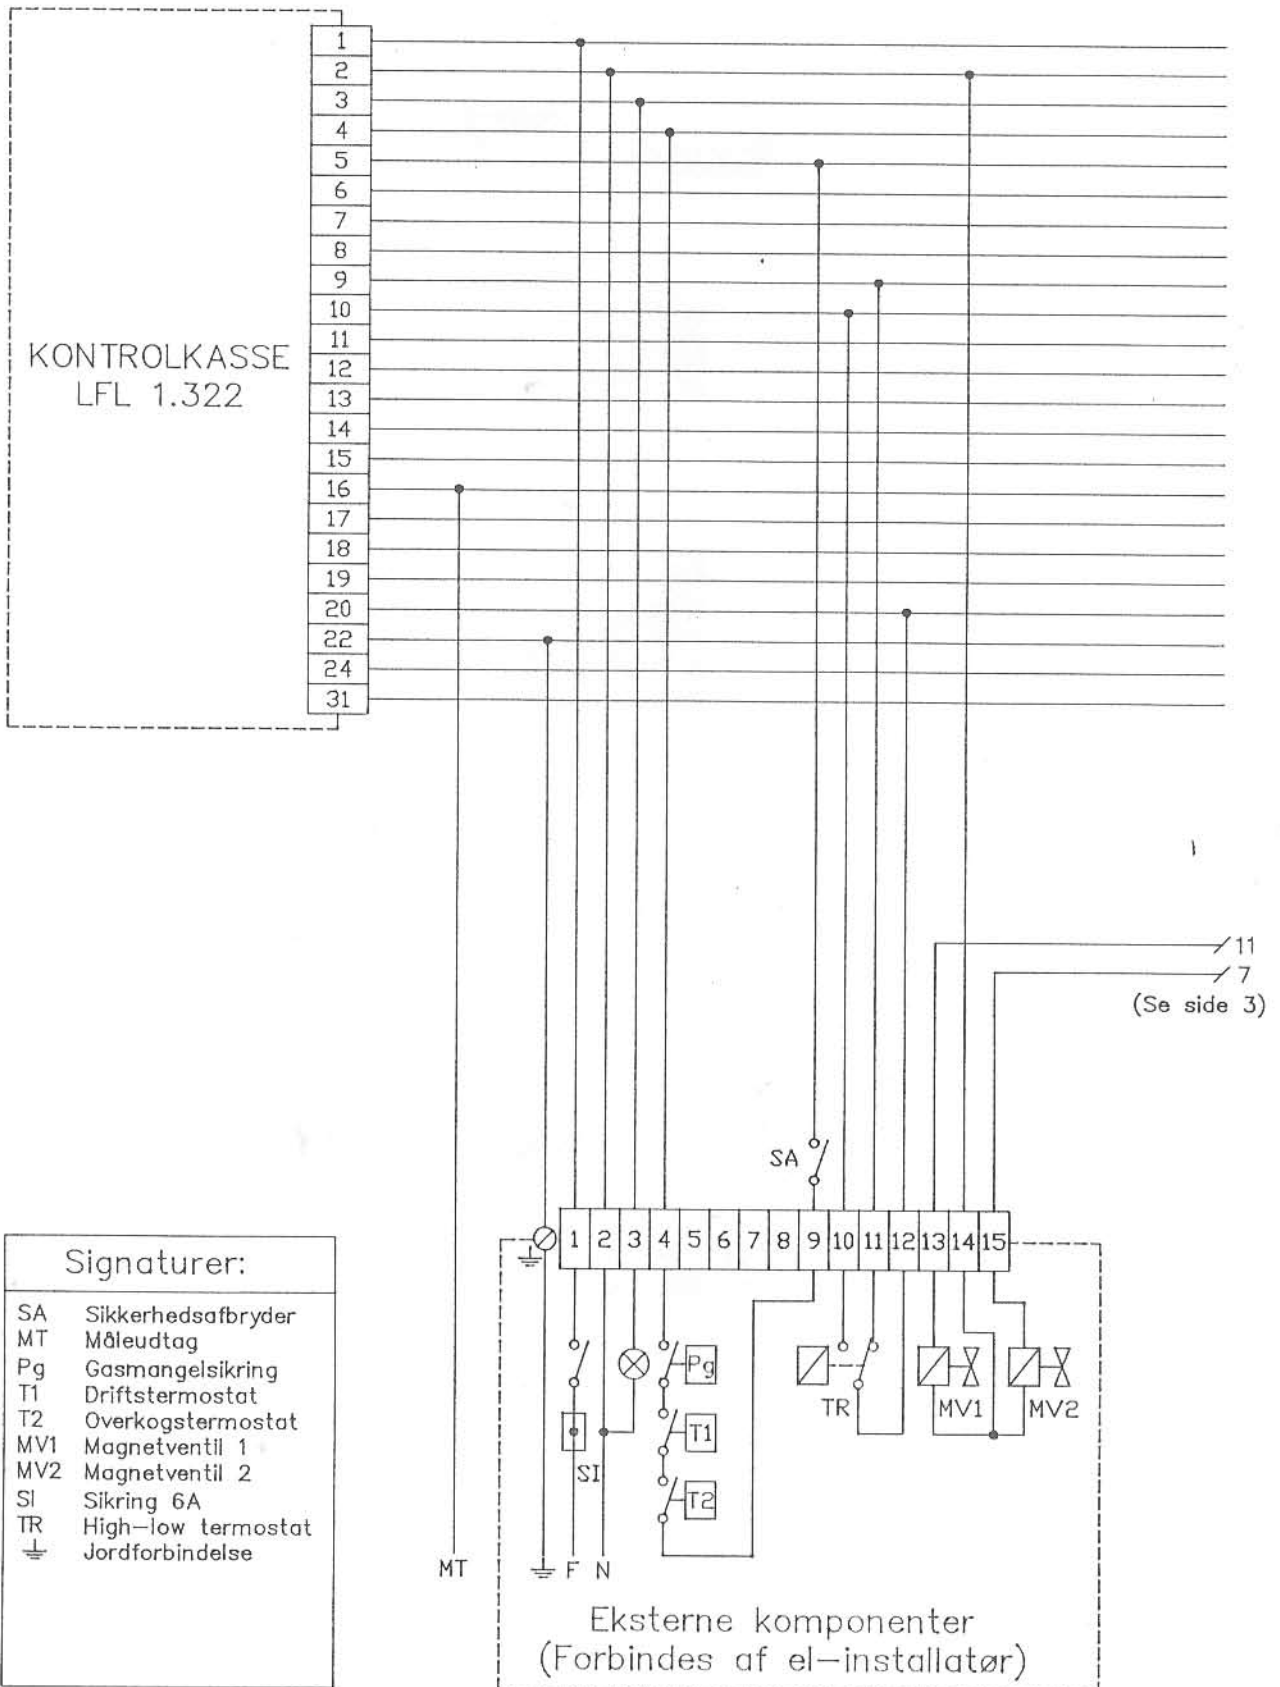 1
2
3
4
5
6
7
8
9
10
11
12
13
14
15
16
17
18
19
20
22
24
31
KONTROLKASSE
LFL 1.322
11
7
(Se side 3)
SA
1 2 3 4 5 6 7 8 9 10 11 12 13 14 15
Pg
T1
T2
SI
TR
MV1
MV2
MT
F N
Eksterne komponenter
(Forbindes af el-installatør)
Signaturer:
SA Sikkerhedsafbryder
MT Måleudtag
Pg Gasmangelsikring
T1 Driftstermostat
T2 Overkogstermostat
MV1 Magnetventil 1
MV2 Magnetventil 2
SI Sikring 6A
TR High-low termostat
Jordforbindelse